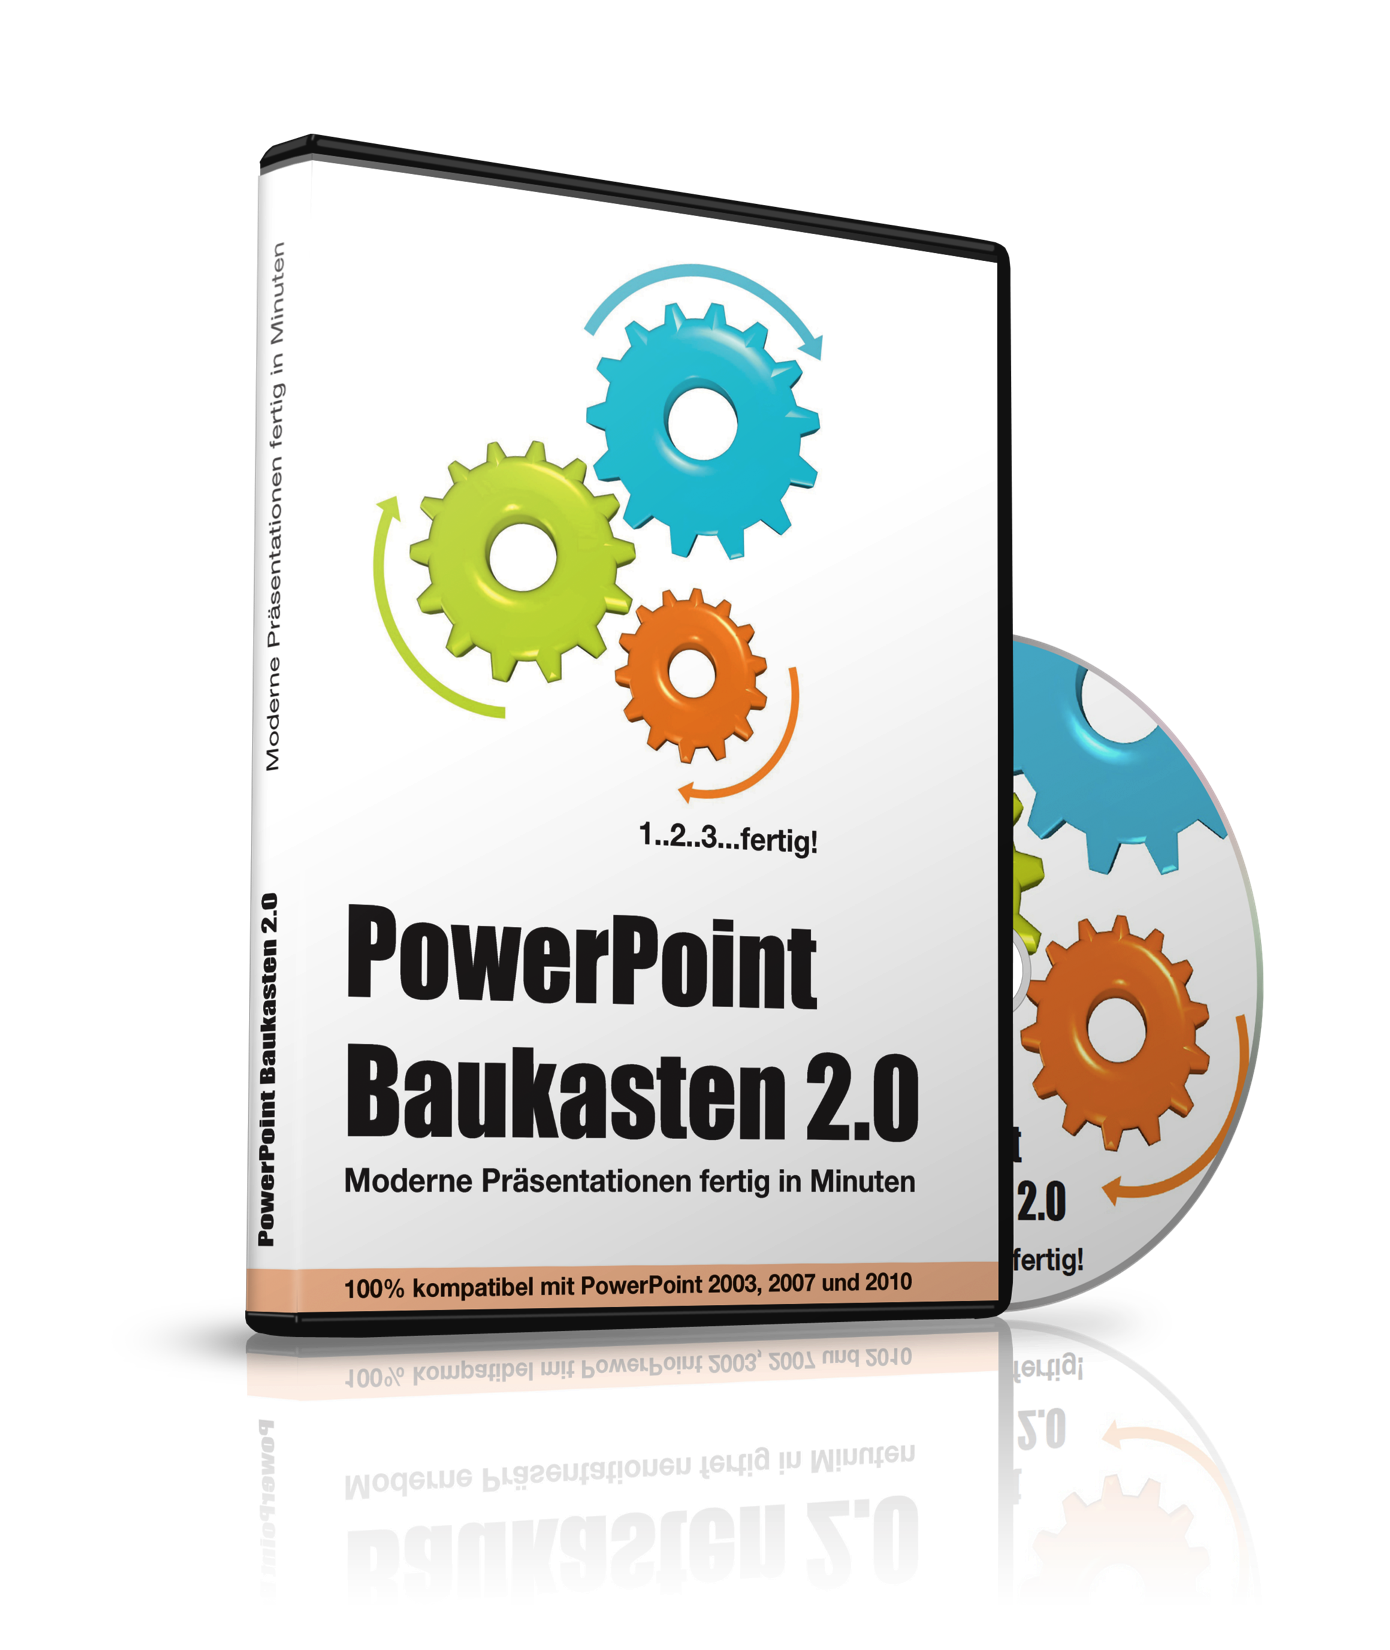 Moderne Präsentationen fertig in Minuten
PowerPoint Baukasten 2.0
1..2..3...fertig!
PowerPoint
Baukasten 2.0
Moderne Präsentationen fertig in Minuten
100% kompatibel mit PowerPoint 2003, 2007 und 2010
t
2.0
fertig!